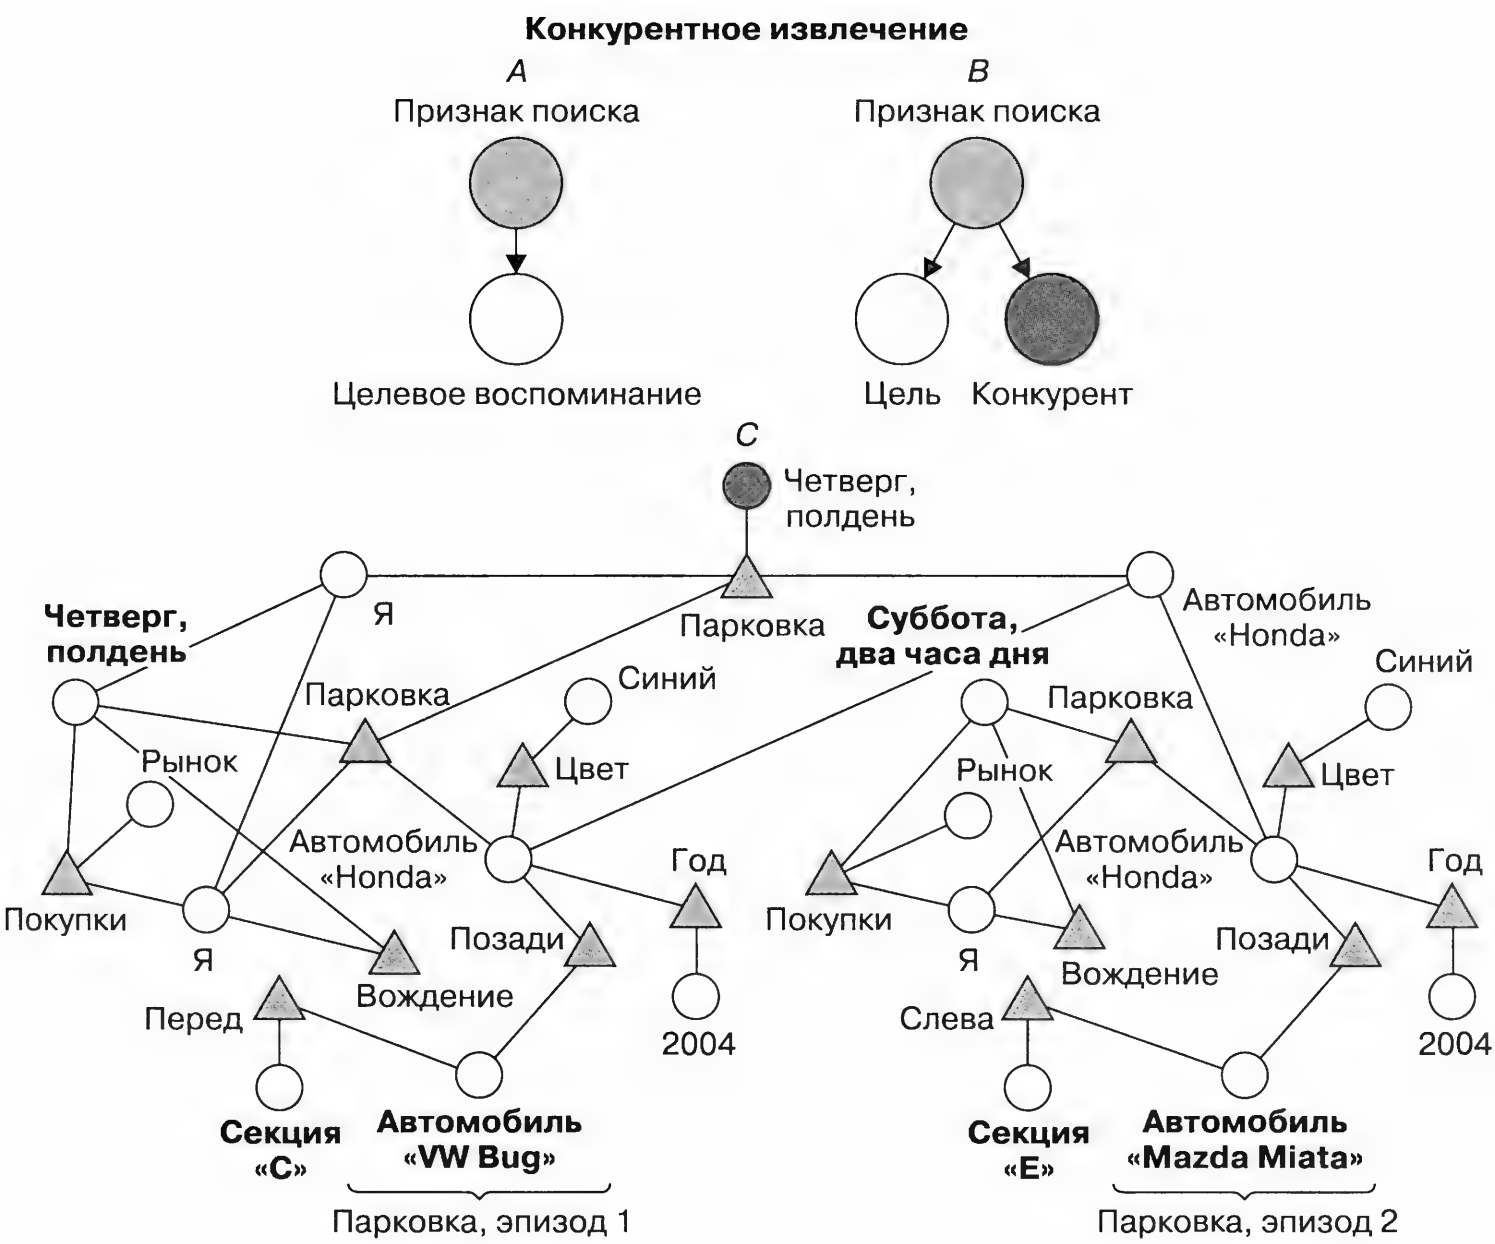 Конкурентное извлечение
A
B
Признак поиска
Признак поиска
Целевое воспоминание
Цель
Конкурент
C
Четверг,
полдень
Я
Парковка
Автомобиль
«Honda»
Четверг,
полдень
Парковка
Синий
Рынок
Цвет
Автомобиль
«Honda»
Год
Покупки
Я
Позади
Вождение
Перед
2004
Секция
«C»
Автомобиль
«VW Bug»
Парковка, эпизод 1
Суббота,
два часа дня
Парковка
Синий
Рынок
Цвет
Автомобиль
«Honda»
Год
Покупки
Я
Позади
Вождение
Слева
2004
Секция
«E»
Автомобиль
«Mazda Miata»
Парковка, эпизод 2